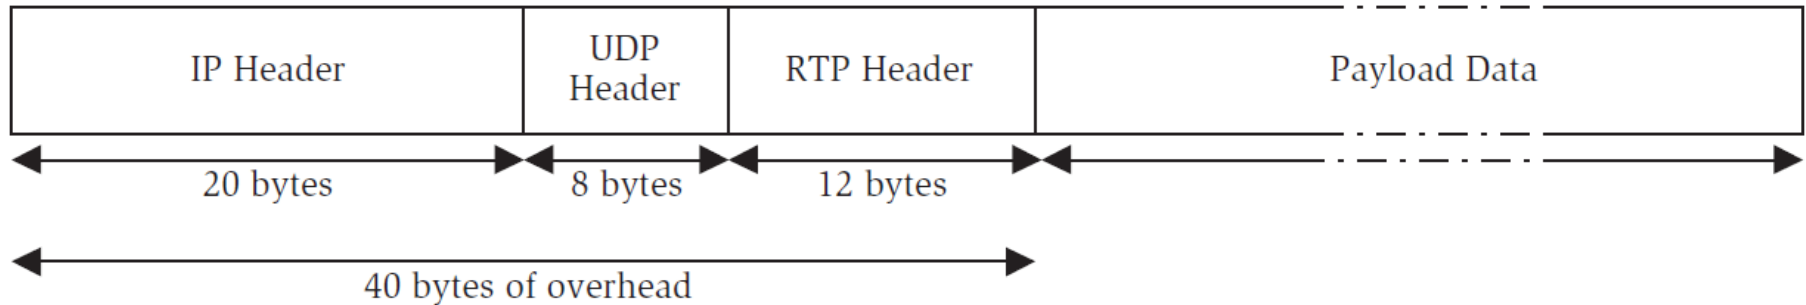 IP Header
UDP
Header
RTP Header
Payload Data
20 bytes
8 bytes
12 bytes
40 bytes of overhead